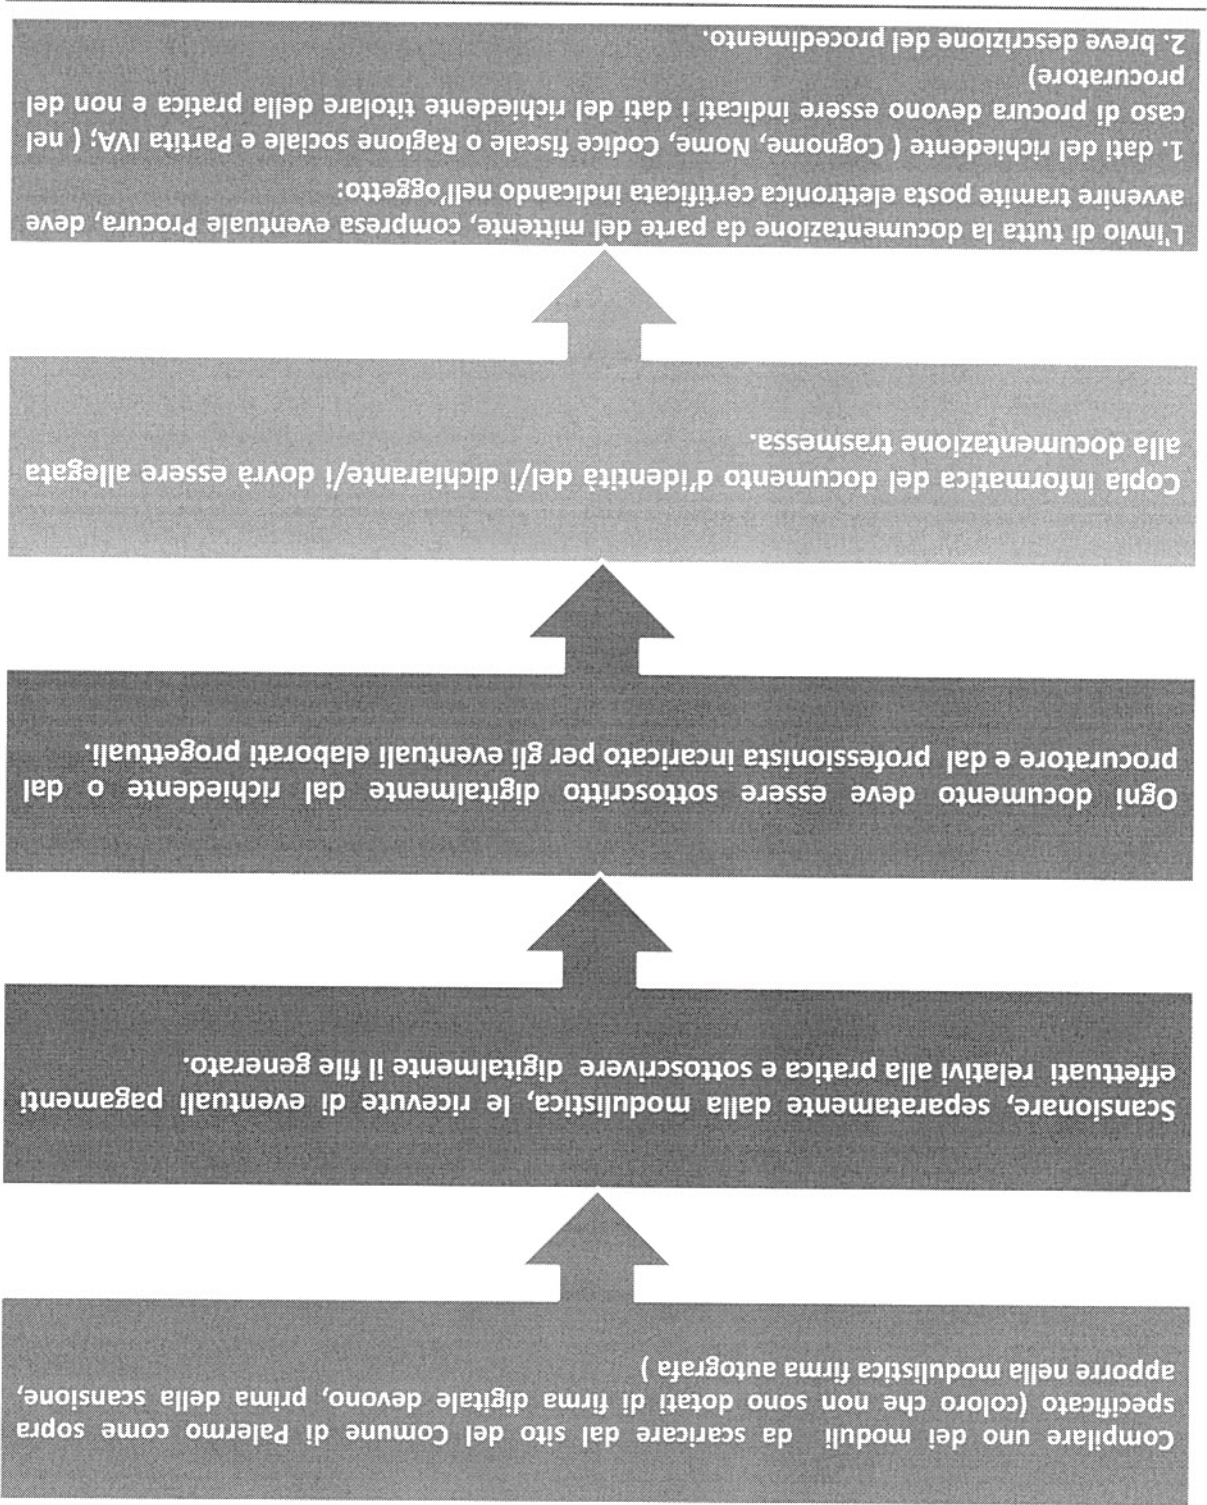 Compilare uno dei moduli da scaricare dal sito del Comune di Palermo come sopra
specificato (coloro che non sono dotati di firma digitale devono, prima della scansione,
apporre nella modulistica firma autografa )
Scansionare, separatamente dalla modulistica, le ricevute di eventuali pagamenti
effettuati relativi alla pratica e sottoscrivere digitalmente il file generato.
Ogni documento deve essere sottoscritto digitalmente dal richiedente o dal
procuratore e dal professionista incaricato per gli eventuali elaborati progettuali.
Copia informatica del documento d'identità del/i dichiarante/i dovrà essere allegata
alla documentazione trasmessa.
L'invio di tutta la documentazione da parte del mittente, compresa eventuale Procura, deve
avvenire tramite posta elettronica certificata indicando nell'oggetto:
1. dati del richiedente ( Cognome, Nome, Codice fiscale o Ragione sociale e Partita IVA; ( nel
caso di procura devono essere indicati i dati del richiedente titolare della pratica e non del
procuratore)
2. breve descrizione del procedimento.